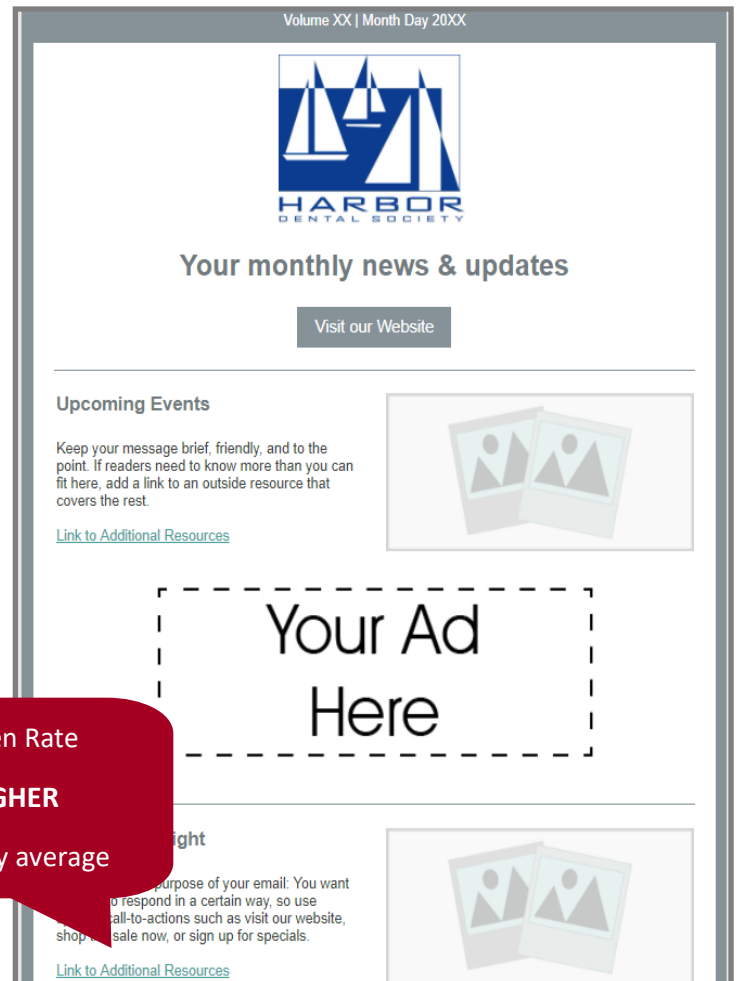 Volume XX | Month Day 20XX
HARBOR
DENTAL SOCIETY
Your monthly news & updates
Visit our Website
Upcoming Events
Keep your message brief, friendly, and to the
point. If readers need to know more than you can
fit here, add a link to an outside resource that
covers the rest.
Link to Additional Resources
Your Ad
Here
Rate
average
purpose of your email: You want
respond in a certain way, so use
call-to-actions such as visit our website,
shop sale now, or sign up for specials.
Link to Additional Resources